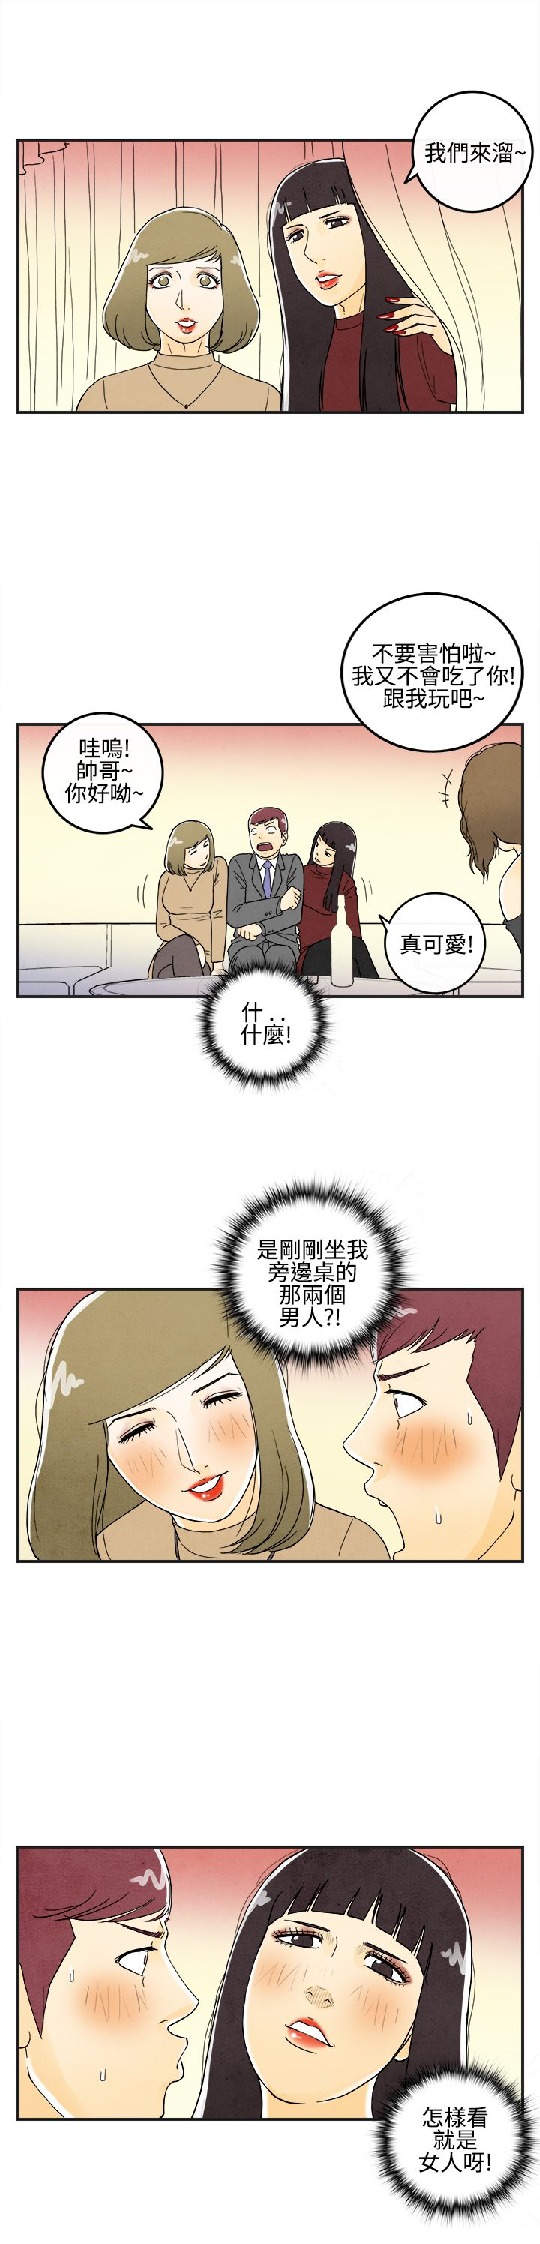 我們來溜~
不要害怕啦~
我又不會吃了你!
跟我玩吧~
哇嗚!
帥哥~
你好呦~
真可愛!
什..
什麼!
是剛剛坐我
旁邊桌的
那兩個
男人?!
怎樣看
就是
女人呀!